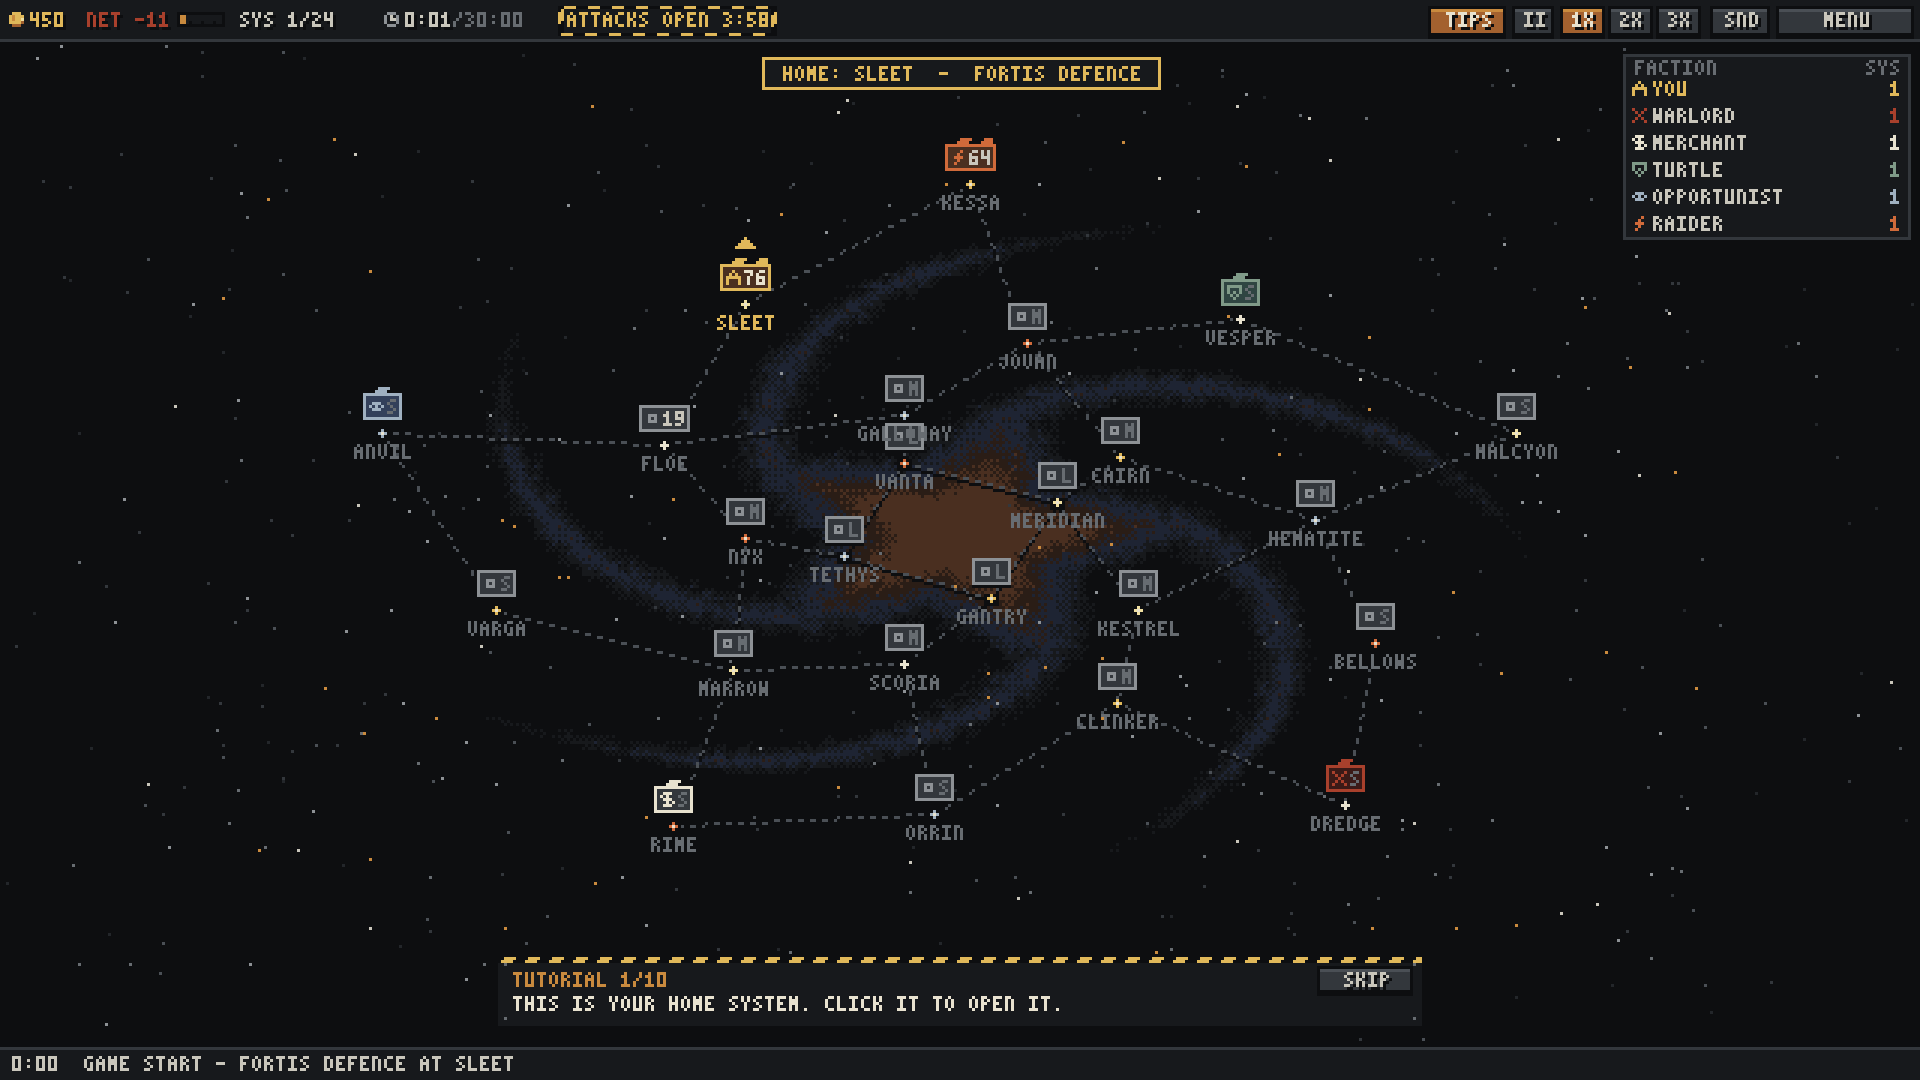 450 NET -11 SYS 1/24 0:01/30:00 ATTACKS OPEN 3:58 TIPS II 1X 2X 3X SND MENU
HOME: SLEET - FORTIS DEFENCE
FACTION SYS
YOU 1
WARLORD 1
MERCHANT 1
TURTLE 1
OPPORTUNIST 1
RAIDER 1
64
KESSA
76
SLEET
S
VESPER
M
JOVAN
M
GALLOWAY
S
ANVIL
19
FLOE
S
HALCYON
M
CAIRN
VANTA
L
MERIDIAN
M
HEMATITE
M
NYX
L
TETHYS
L
GANTRY
S
VARGA
M
KESTREL
S
BELLOWS
M
MARROW
M
SCORIA
M
CLINKER
S
DREDGE
S
RIME
S
ORRIN
TUTORIAL 1/10 SKIP
THIS IS YOUR HOME SYSTEM. CLICK IT TO OPEN IT.
0:00 GAME START - FORTIS DEFENCE AT SLEET